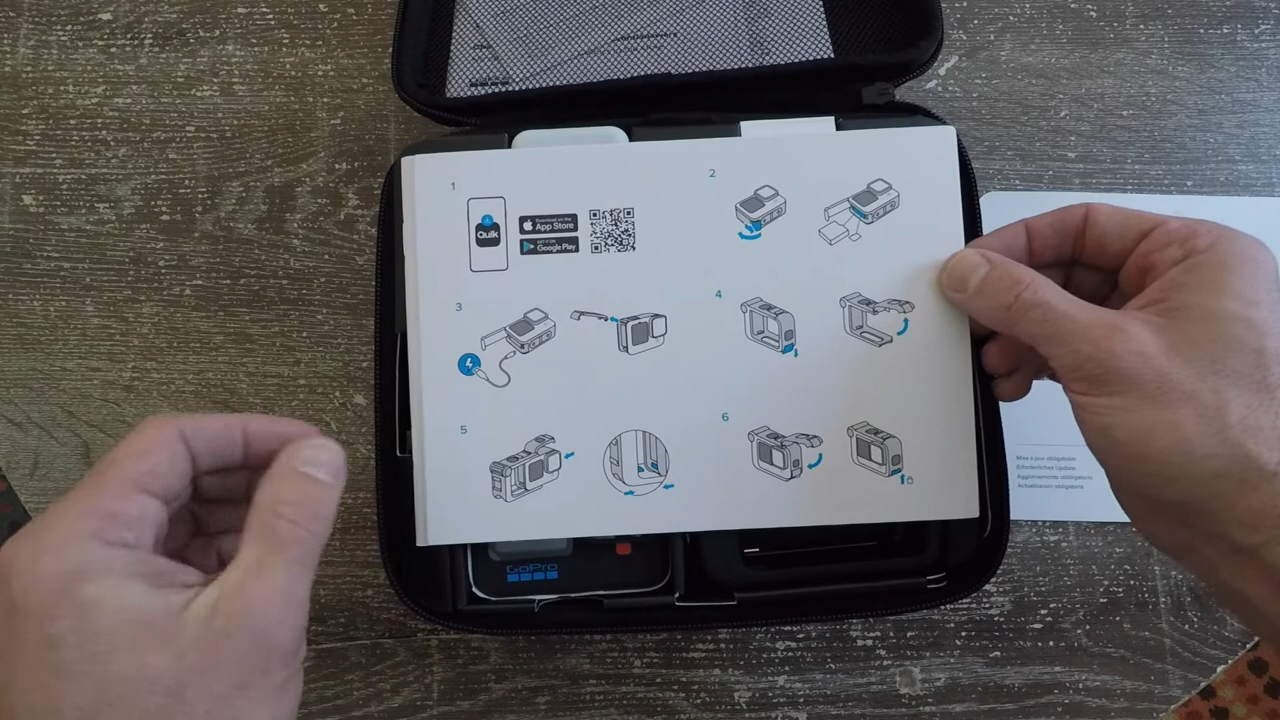 1
Quik
Download on the
App Store
GET IT ON
Google Play
2
3
4
5
6
GoPro
Mise à jour obligatoire
Erforderliches Update
Aggiornamento obbligatorio
Actualización obligatoria